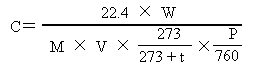 C= 22.4 × W
M × V × 273 / 273+t × P / 760